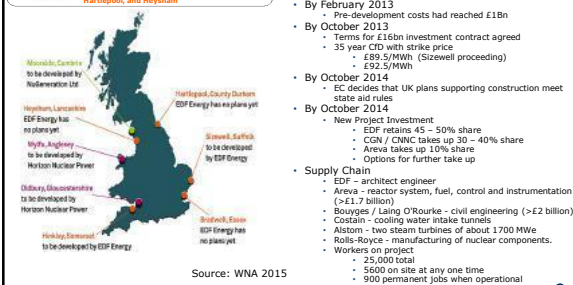 Hartlepool, and Heysham
Moorside, Cumbria
to be developed by
NuGeneration Ltd
Heysham, Lancashire
EDF Energy has
no plans yet
Wylfa, Anglesey
to be developed by
Horizon Nuclear Power
Oldbury, Gloucestershire
to be developed by
Horizon Nuclear Power
Hinkley, Somerset
to be developed by EDF Energy
Hartlepool, County Durham
EDF Energy has no plans yet
Sizewell, Suffolk
to be developed
by EDF Energy
Bradwell, Essex
EDF Energy has
no plan yet
Source: WNA 2015
• By February 2013
• Pre-development costs had reached £1Bn
• By October 2013
• Terms for £16bn investment contract agreed
• 35 year CfD with strike price
• £89.5/MWh (Sizewell proceeding)
• £92.5/MWh
• By October 2014
• EC decides that UK plans supporting construction meet
state aid rules
• By October 2014
• New Project Investment
• EDF retains 45 – 50% share
• CGN / CNNC takes up 30 – 40% share
• Areva takes up 10% share
• Options for further take up
• Supply Chain
• EDF – architect engineer
• Areva - reactor system, fuel, control and instrumentation
(>£1.7 billion)
• Bouyges / Laing O'Rourke - civil engineering (>£2 billion)
• Costain - cooling water intake tunnels
• Alstom - two steam turbines of about 1700 MWe
• Rolls-Royce - manufacturing of nuclear components.
• Workers on project
• 25,000 total
• 5600 on site at any one time
• 900 permanent jobs when operational